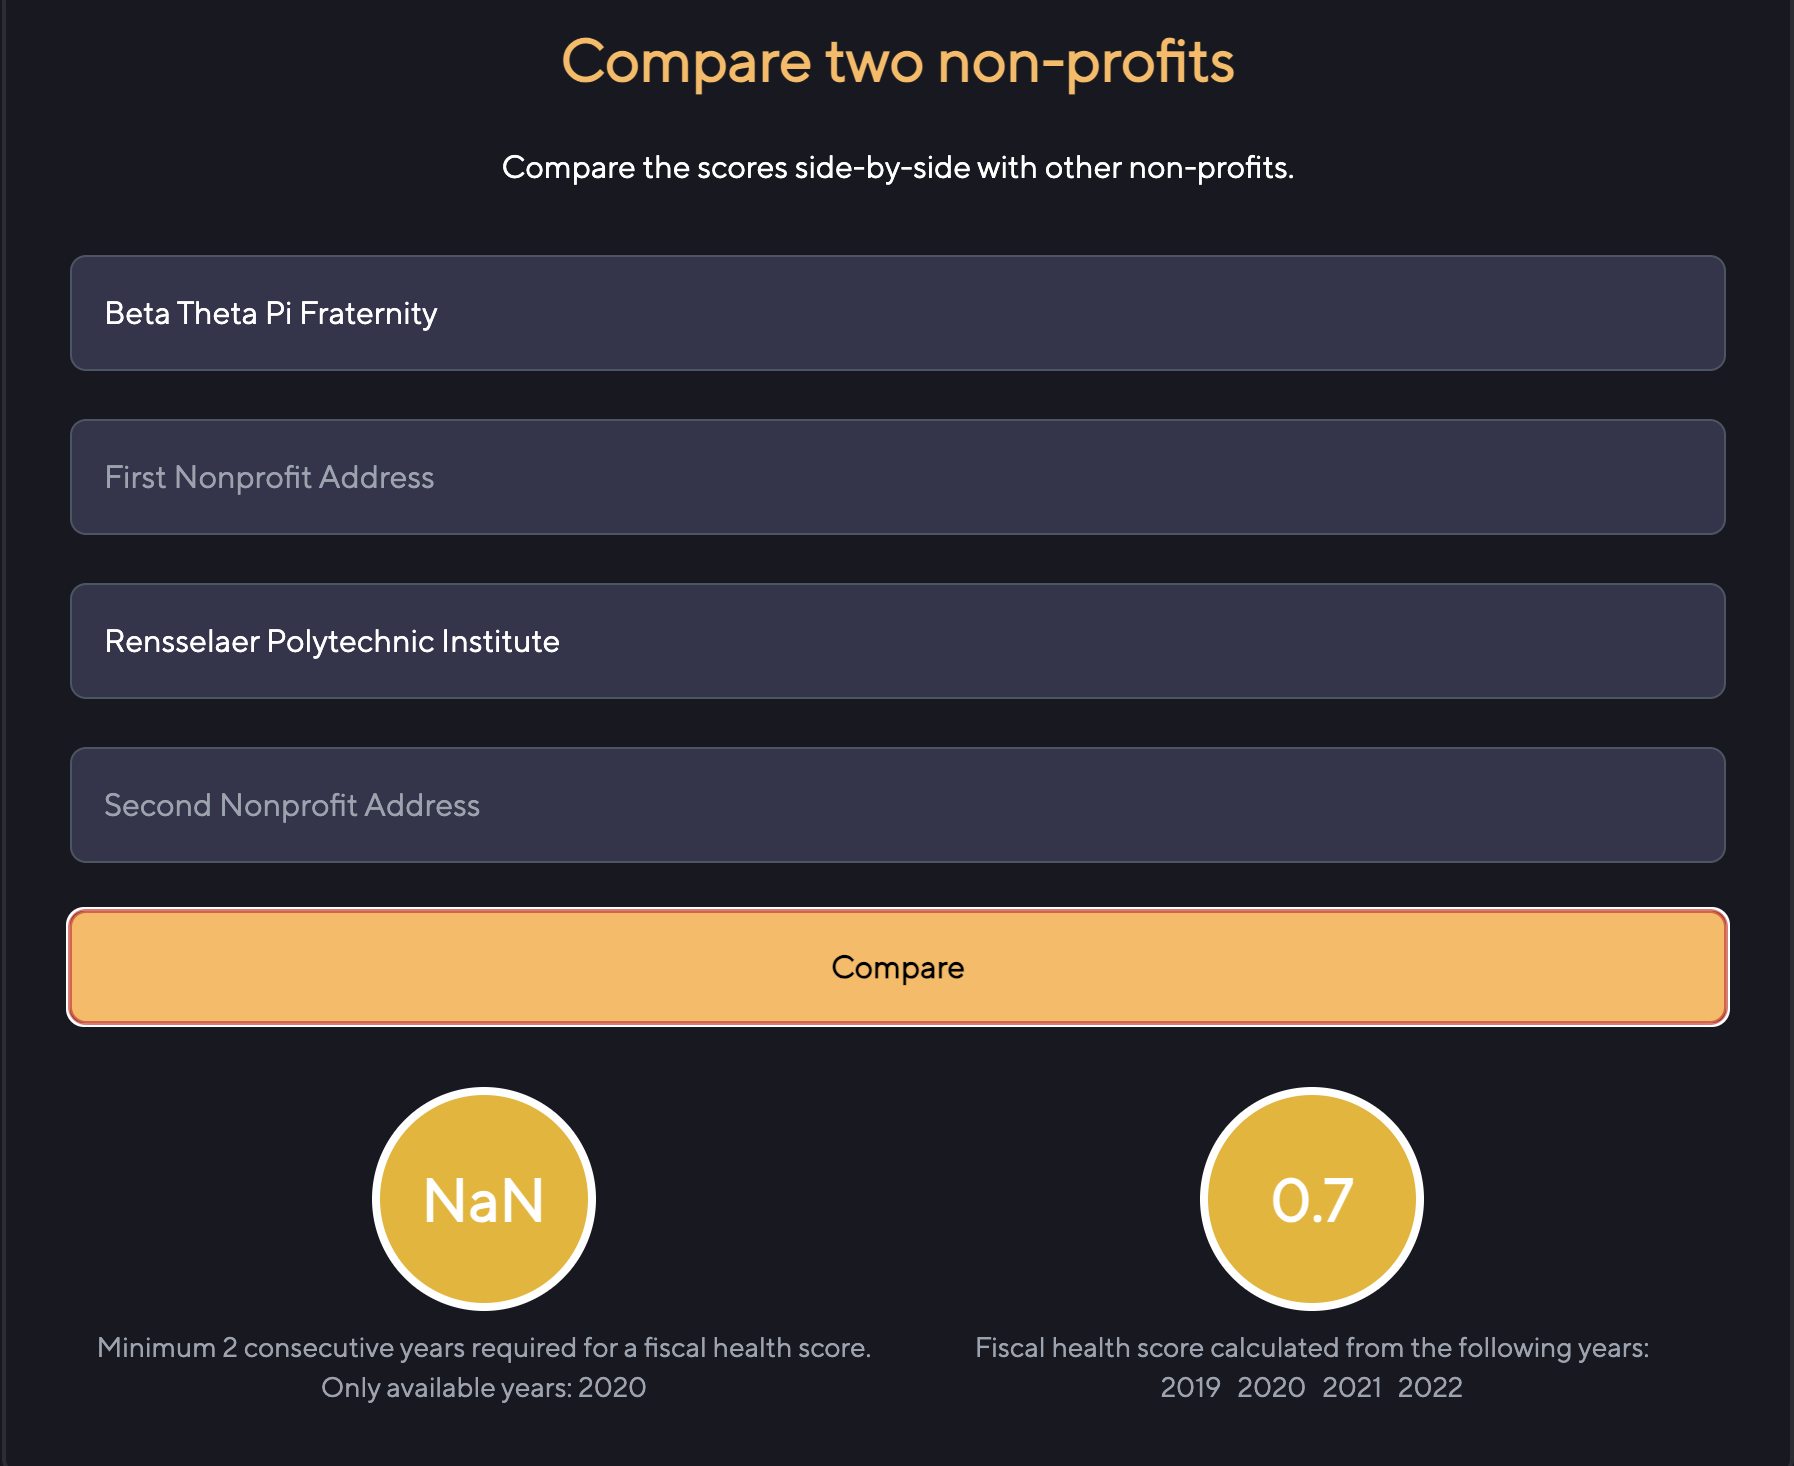 Compare two non-profits
Compare the scores side-by-side with other non-profits.
Beta Theta Pi Fraternity
First Nonprofit Address
Rensselaer Polytechnic Institute
Second Nonprofit Address
Compare
NaN
Minimum 2 consecutive years required for a fiscal health score.
Only available years: 2020
0.7
Fiscal health score calculated from the following years:
2019 2020 2021 2022